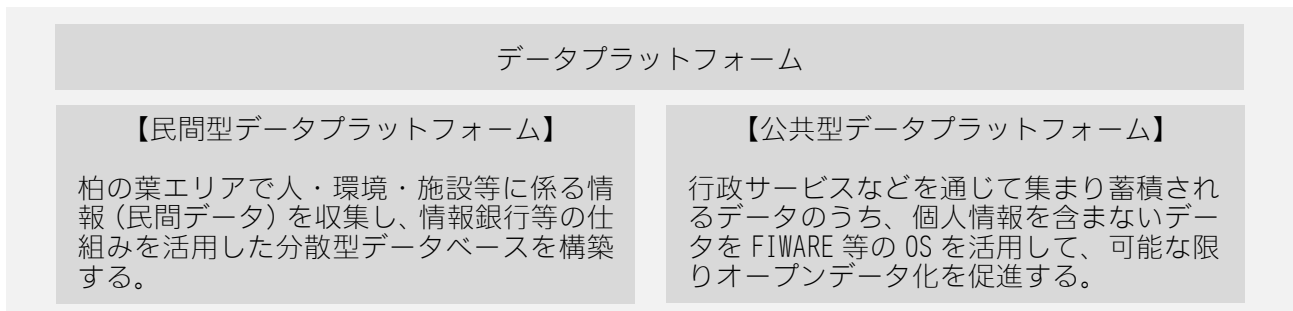 データプラットフォーム
【民間型データプラットフォーム】
柏の葉エリアで人・環境・施設等に係る情
報（民間データ）を収集し、情報銀行等の仕
組みを活用した分散型データベースを構築
する。
【公共型データプラットフォーム】
行政サービスなどを通じて集まり蓄積され
るデータのうち、個人情報を含まないデー
タを FIWARE 等の OS を活用して、可能な限
りオープンデータ化を促進する。